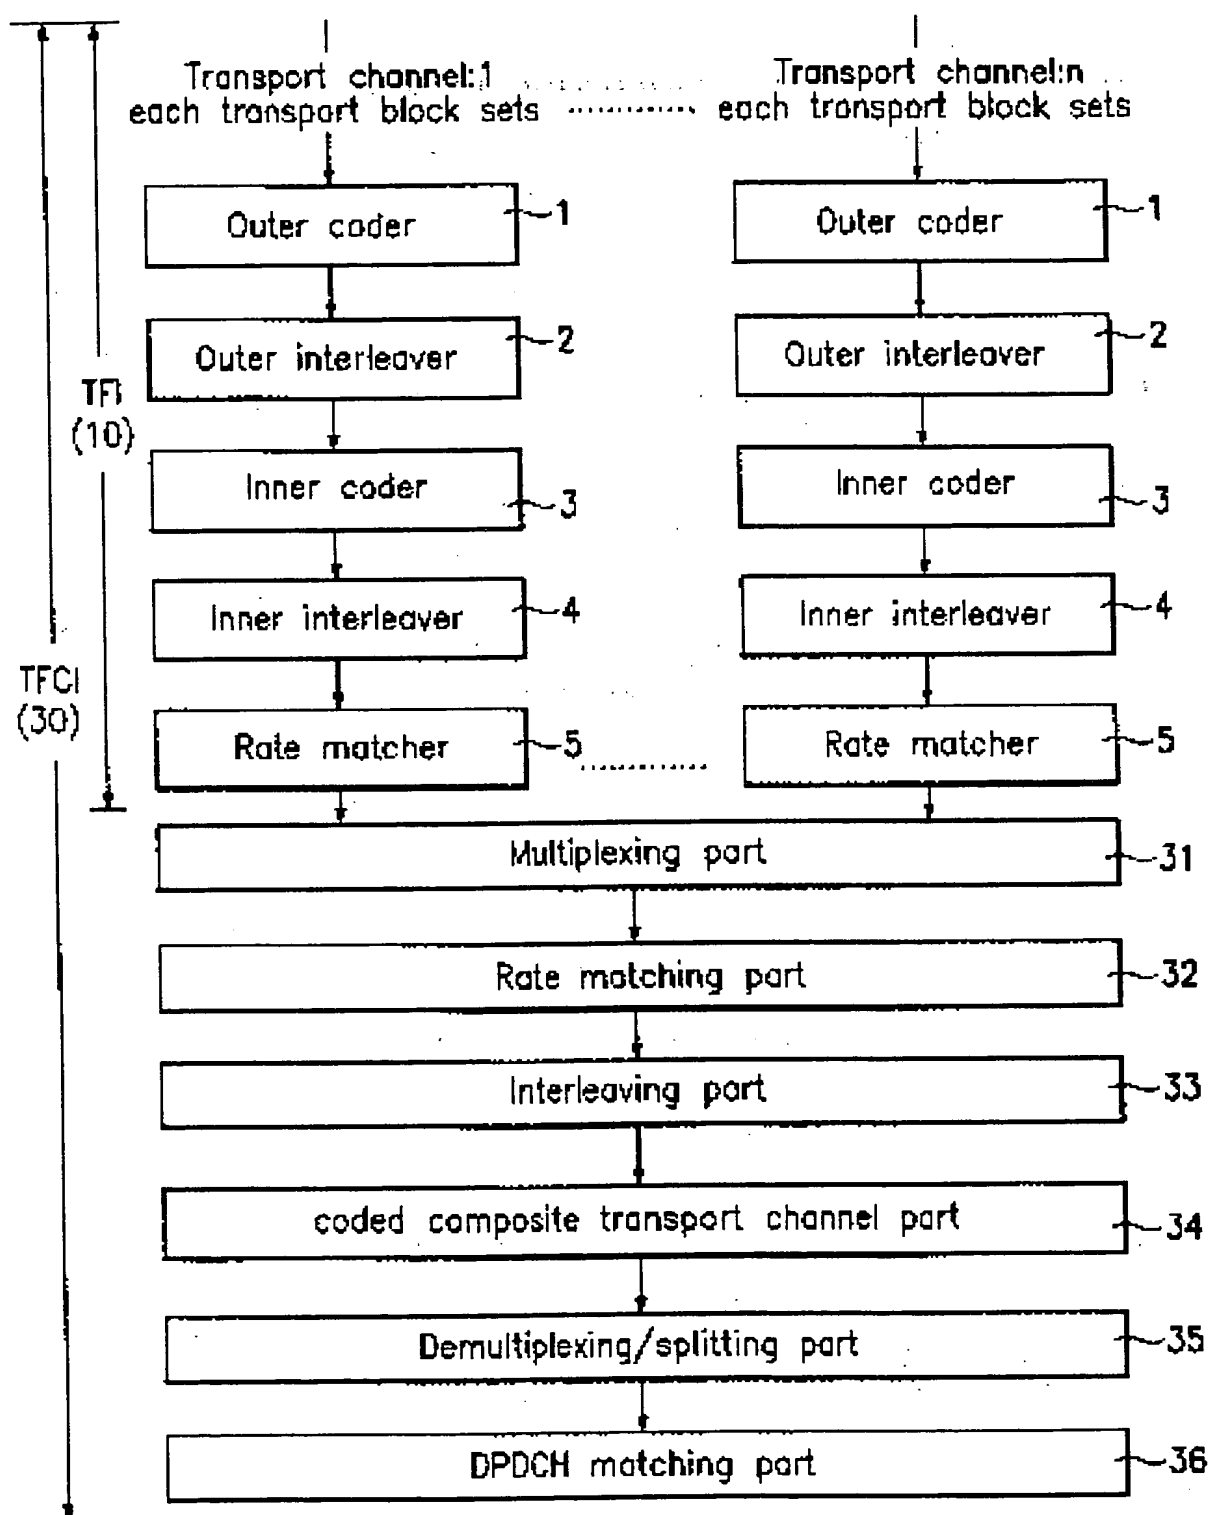 Transport channel:1
each transport block sets
Transport channel:n
each transport block sets
Outer coder
1
Outer coder
1
Outer interleaver
2
Outer interleaver
2
TFI
(10)
Inner coder
3
Inner coder
3
Inner interleaver
4
Inner interleaver
4
TFCI
(30)
Rate matcher
5
Rate matcher
5
Multiplexing part
31
Rate matching part
32
Interleaving part
33
coded composite transport channel part
34
Demultiplexing/splitting part
35
DPDCH matching part
36